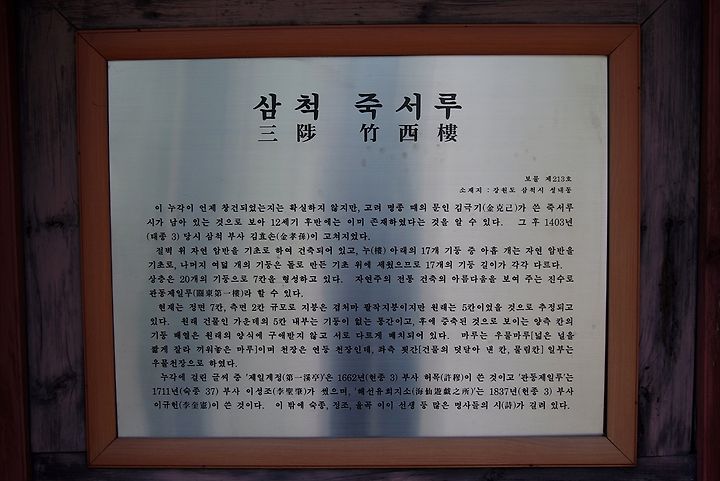 삼척 죽서루
三陟 竹西樓
보물 제213호
소재지 : 강원도 삼척시 성내동
이 누각이 언제 창건되었는지는 확실하지 않지만, 고려 명종 때의 문인 김극기(金克己)가 쓴 죽서루
시가 남아 있는 것으로 보아 12세기 후반에는 이미 존재하였다는 것을 알 수 있다. 그 후 1403년
(태종 3) 당시 삼척 부사 김효손(金孝孫)이 고쳐지었다.
절벽 위 자연 암반을 기초로 하여 건축되어 있고, 누(樓) 아래의 17개 기둥 중 아홉 개는 자연 암반을
기초로, 나머지 여덟 개의 기둥은 돌로 만든 기초 위에 세웠으므로 17개의 기둥 길이가 각각 다르다.
상층은 20개의 기둥으로 7칸을 형성하고 있다. 자연주의 전통 건축의 아름다움을 보여 주는 진수로
관동제일루(關東第一樓)라 할 수 있다.
현재는 정면 7칸, 측면 2칸 규모로 지붕은 겹처마 팔작지붕이지만 원래는 5칸이었을 것으로 추정되고
있다. 원래 건물인 가운데의 5칸 내부는 기둥이 없는 통간이고, 후에 증축된 것으로 보이는 양측 칸의
기둥 배열은 원래의 양식에 구애받지 않고 서로 다르게 배치되어 있다. 마루는 우물마루[넓은 널을
짧게 잘라 끼워놓은 마루]이며 천장은 연등 천장인데, 좌측 툇간[건물의 덧달아 낸 칸, 물림칸] 일부는
우물천장으로 하였다.
누각에 걸린 글씨 중 '제일계정(第一溪亭)'은 1662년(현종 3) 부사 허목(許穆)이 쓴 것이고 '관동제일루'는
1711년(숙종 37) 부사 이성조(李聖肇)가 썼으며, '해선유희지소(海仙遊戱之所)'는 1837년(헌종 3) 부사
이규헌(李奎憲)이 쓴 것이다. 이 밖에 숙종, 정조, 율곡 이이 선생 등 많은 명사들의 시(詩)가 걸려 있다.